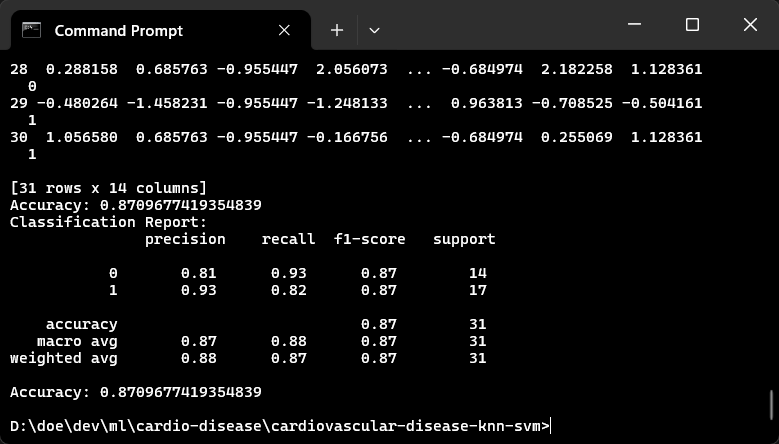 Command Prompt
28  0.288158  0.685763 -0.955447  2.056073  ... -0.684974  2.182258  1.128361
  0
29 -0.480264 -1.458231 -0.955447 -1.248133  ...  0.963813 -0.708525 -0.504161
  1
30  1.056580  0.685763 -0.955447 -0.166756  ... -0.684974  0.255069  1.128361
  1
[31 rows x 14 columns]
Accuracy: 0.8709677419354839
Classification Report:
               precision    recall  f1-score   support
           0       0.81      0.93      0.87        14
           1       0.93      0.82      0.87        17
    accuracy                           0.87        31
   macro avg       0.87      0.88      0.87        31
weighted avg       0.88      0.87      0.87        31
Accuracy: 0.8709677419354839
D:\doe\dev\ml\cardio-disease\cardiovascular-disease-knn-svm>